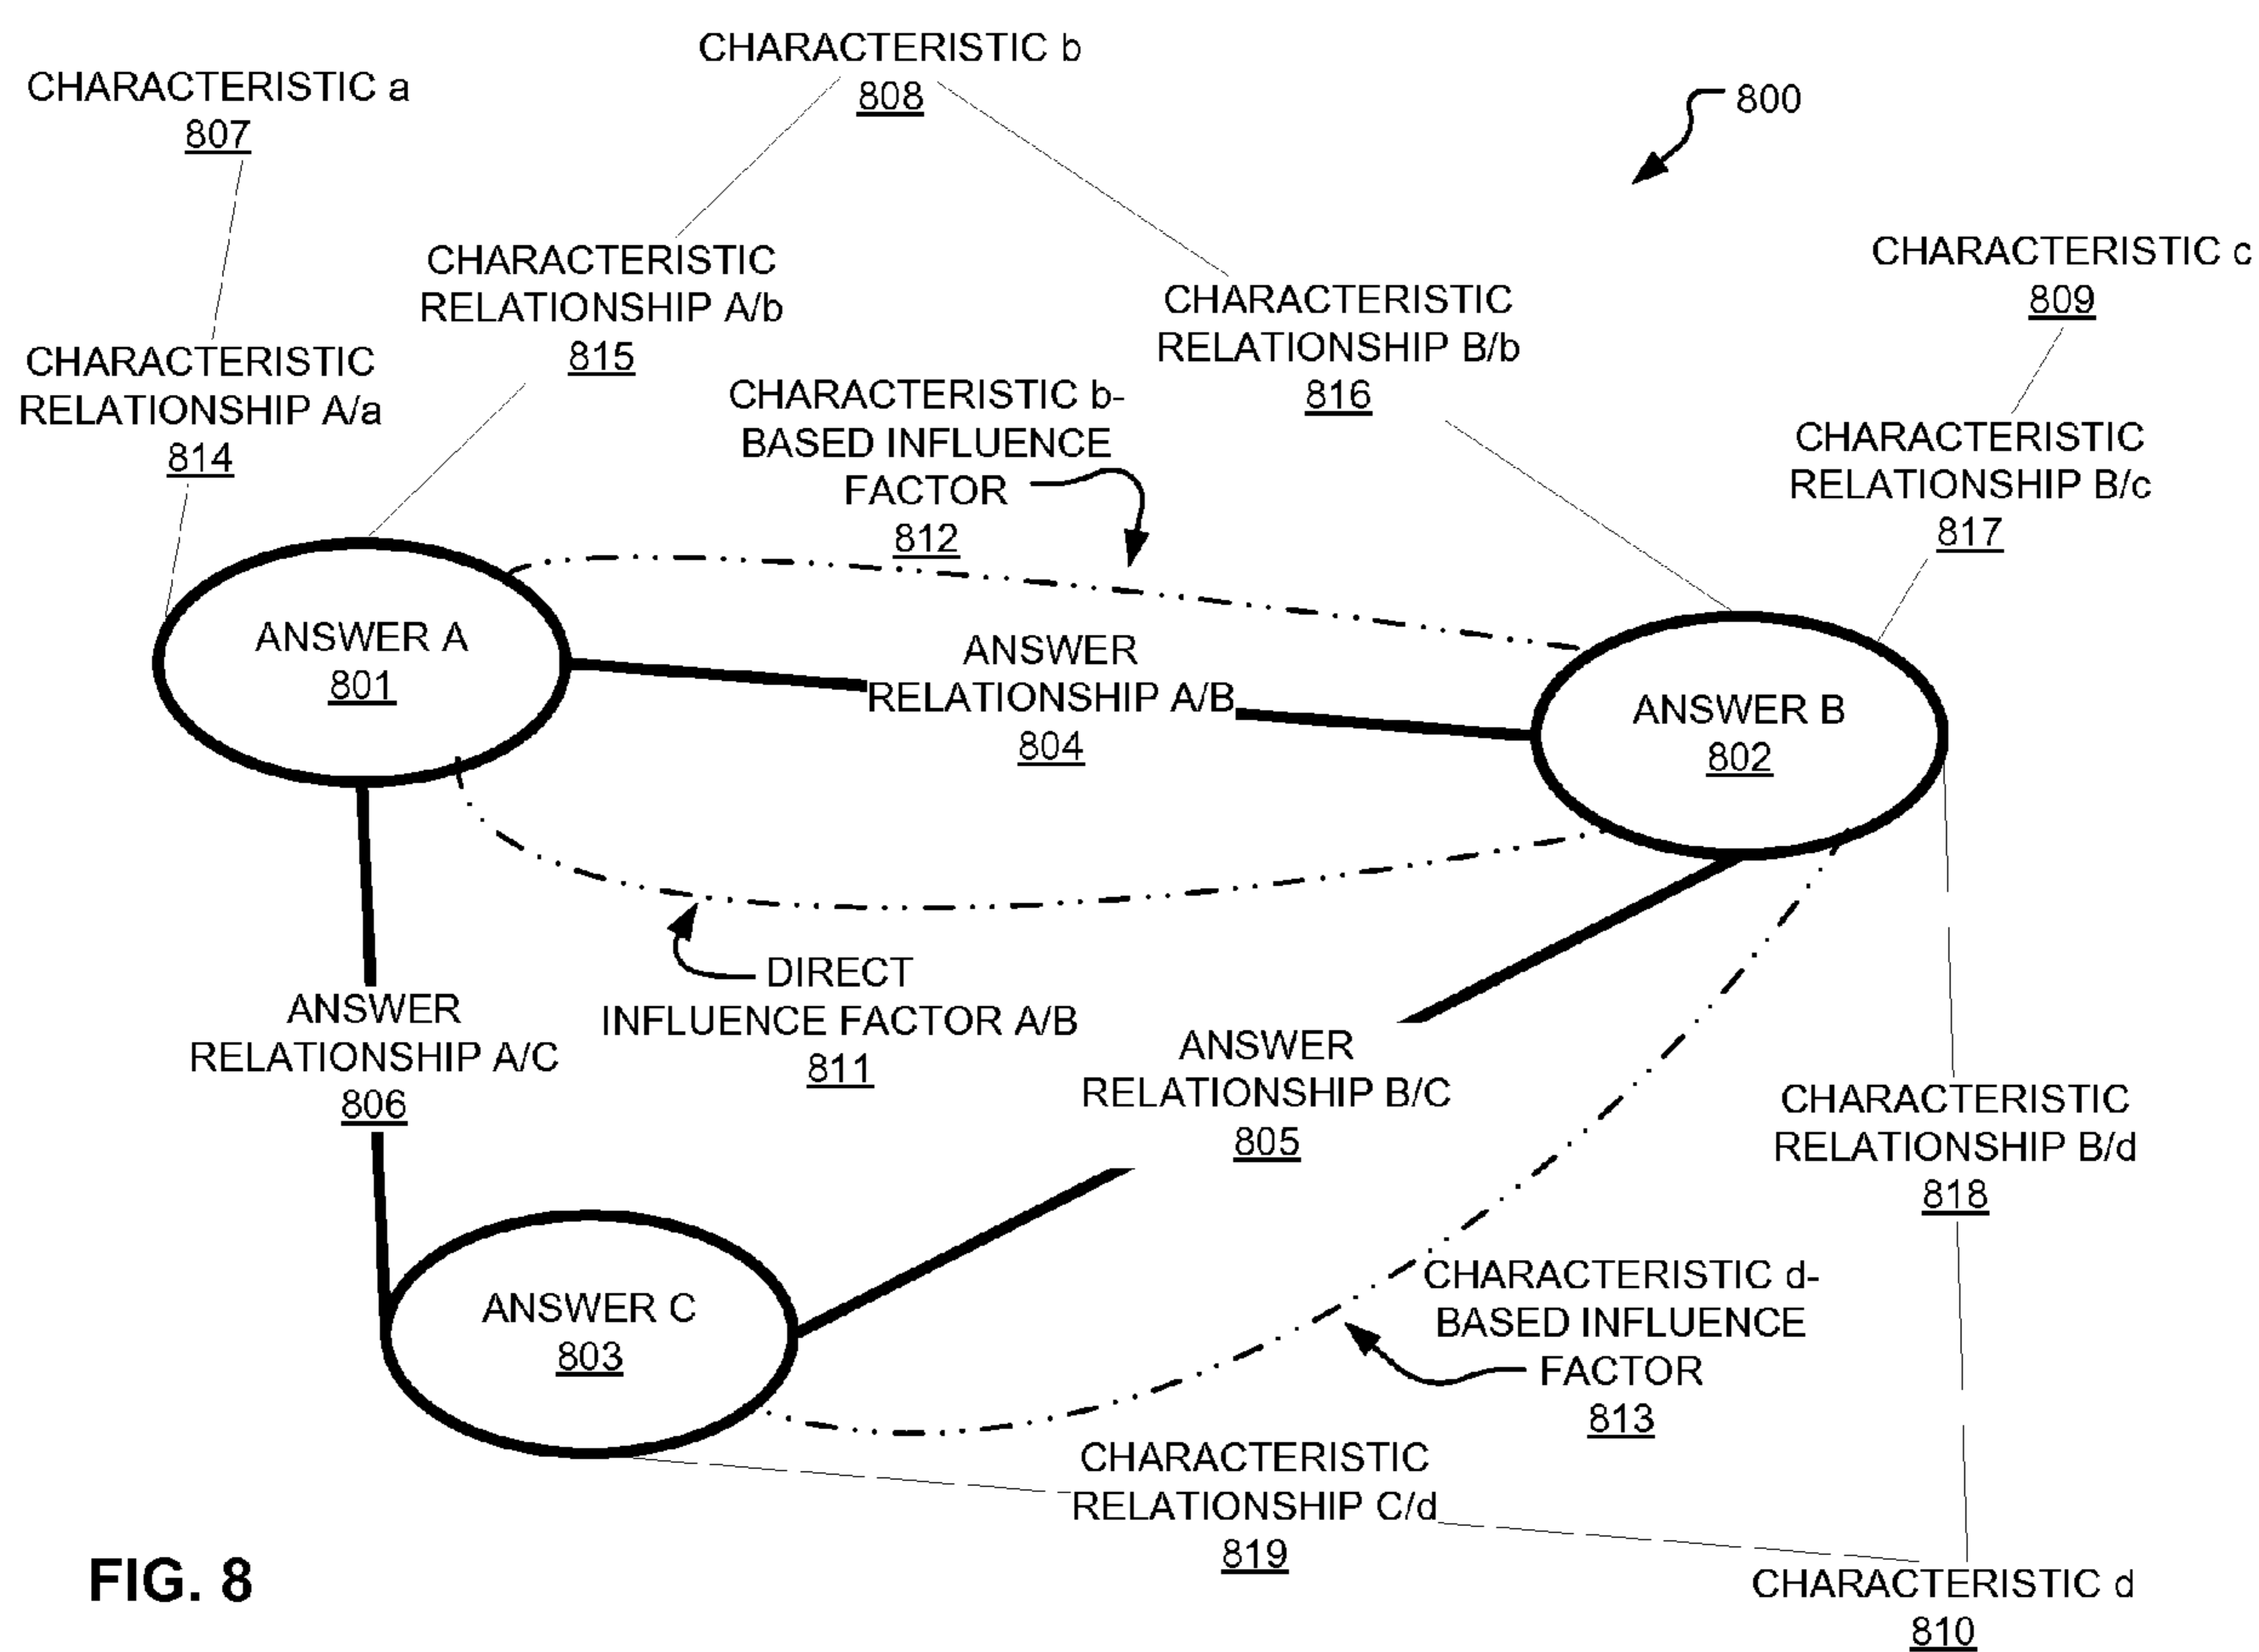 CHARACTERISTIC a
807
CHARACTERISTIC b
808
800
CHARACTERISTIC
RELATIONSHIP A/b
815
CHARACTERISTIC c
809
CHARACTERISTIC
RELATIONSHIP B/b
816
CHARACTERISTIC
RELATIONSHIP A/a
814
CHARACTERISTIC b-
BASED INFLUENCE
FACTOR
812
CHARACTERISTIC
RELATIONSHIP B/c
817
ANSWER A
801
ANSWER
RELATIONSHIP A/B
804
ANSWER B
802
DIRECT
INFLUENCE FACTOR A/B
811
ANSWER
RELATIONSHIP A/C
806
ANSWER
RELATIONSHIP B/C
805
CHARACTERISTIC
RELATIONSHIP B/d
818
ANSWER C
803
CHARACTERISTIC d-
BASED INFLUENCE
FACTOR
813
CHARACTERISTIC
RELATIONSHIP C/d
819
CHARACTERISTIC d
810
FIG. 8